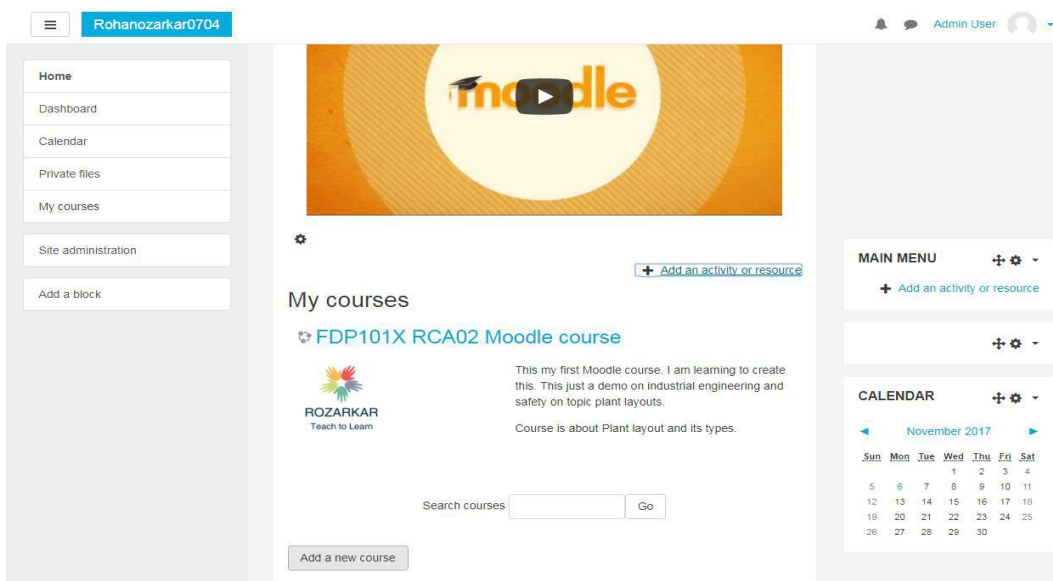 Rohanozarkar0704
Admin User
Home
Dashboard
Calendar
Private files
My courses
Site administration
Add a block
moodle
Add an activity or resource
My courses
FDP101X RCA02 Moodle course
ROZARKAR
Teach to Learn
This my first Moodle course. I am learning to create
this. This just a demo on industrial engineering and
safety on topic plant layouts.
Course is about Plant layout and its types.
Search courses
Go
Add a new course
MAIN MENU
Add an activity or resource
CALENDAR
November 2017
Sun Mon Tue Wed Thu Fri Sat
1 2 3 4
5 6 7 8 9 10 11
12 13 14 15 16 17 18
19 20 21 22 23 24 25
26 27 28 29 30